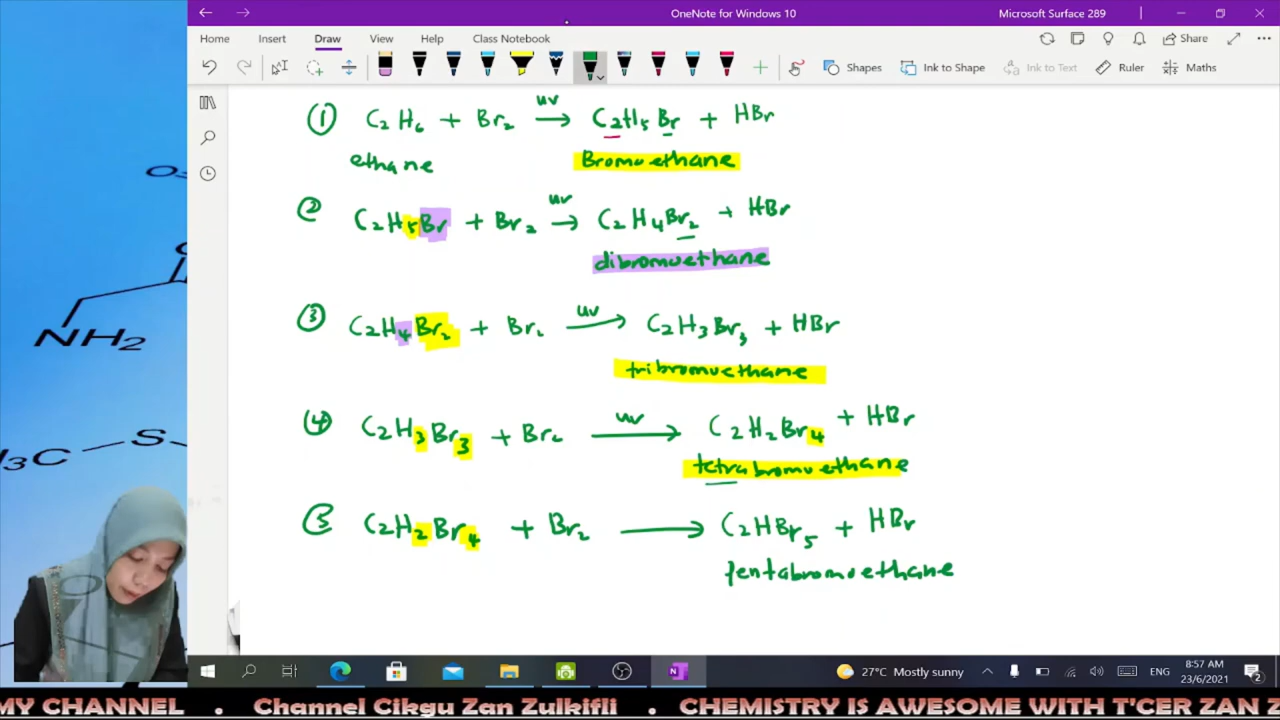 OneNote for Windows 10
Microsoft Surface 289
Home Insert Draw View Help Class Notebook
Share
Shapes Ink to Shape Ink to Text Ruler Maths
① C₂H₆ + Br₂ uv→ C₂H₅Br + HBr
ethane Bromoethane
② C₂H₅Br + Br₂ uv→ C₂H₄Br₂ + HBr
dibromoethane
③ C₂H₄Br₂ + Br₂ uv→ C₂H₃Br₃ + HBr
tribromoethane
④ C₂H₃Br₃ + Br₂ uv→ C₂H₂Br₄ + HBr
tetrabromoethane
⑤ C₂H₂Br₄ + Br₂ → C₂HBr₅ + HBr
pentabromoethane
NH2
3C
S
27°C Mostly sunny
ENG
8:57 AM
23/6/2021
2
MY CHANNEL . Channel Cikgu Zan Zulkifli . CHEMISTRY IS AWESOME WITH T'CER ZAN Z